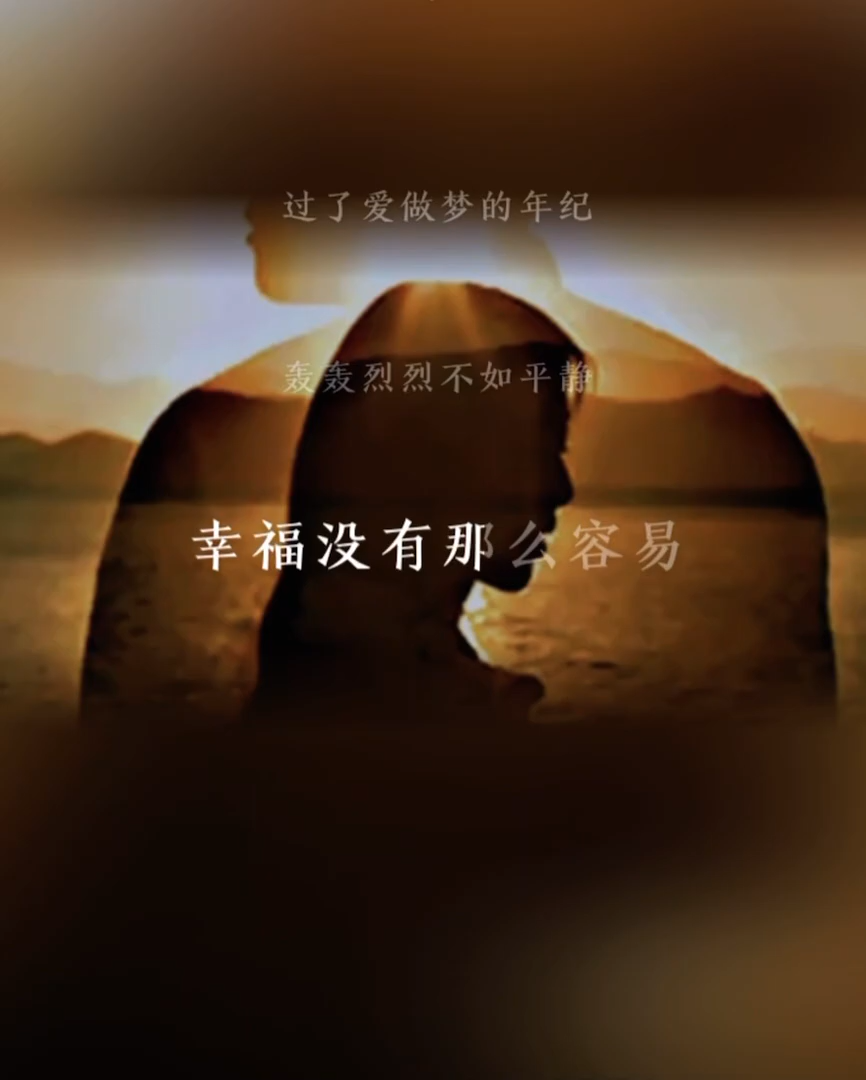 过了爱做梦的年纪
轰轰烈烈不如平静
幸福没有那么容易